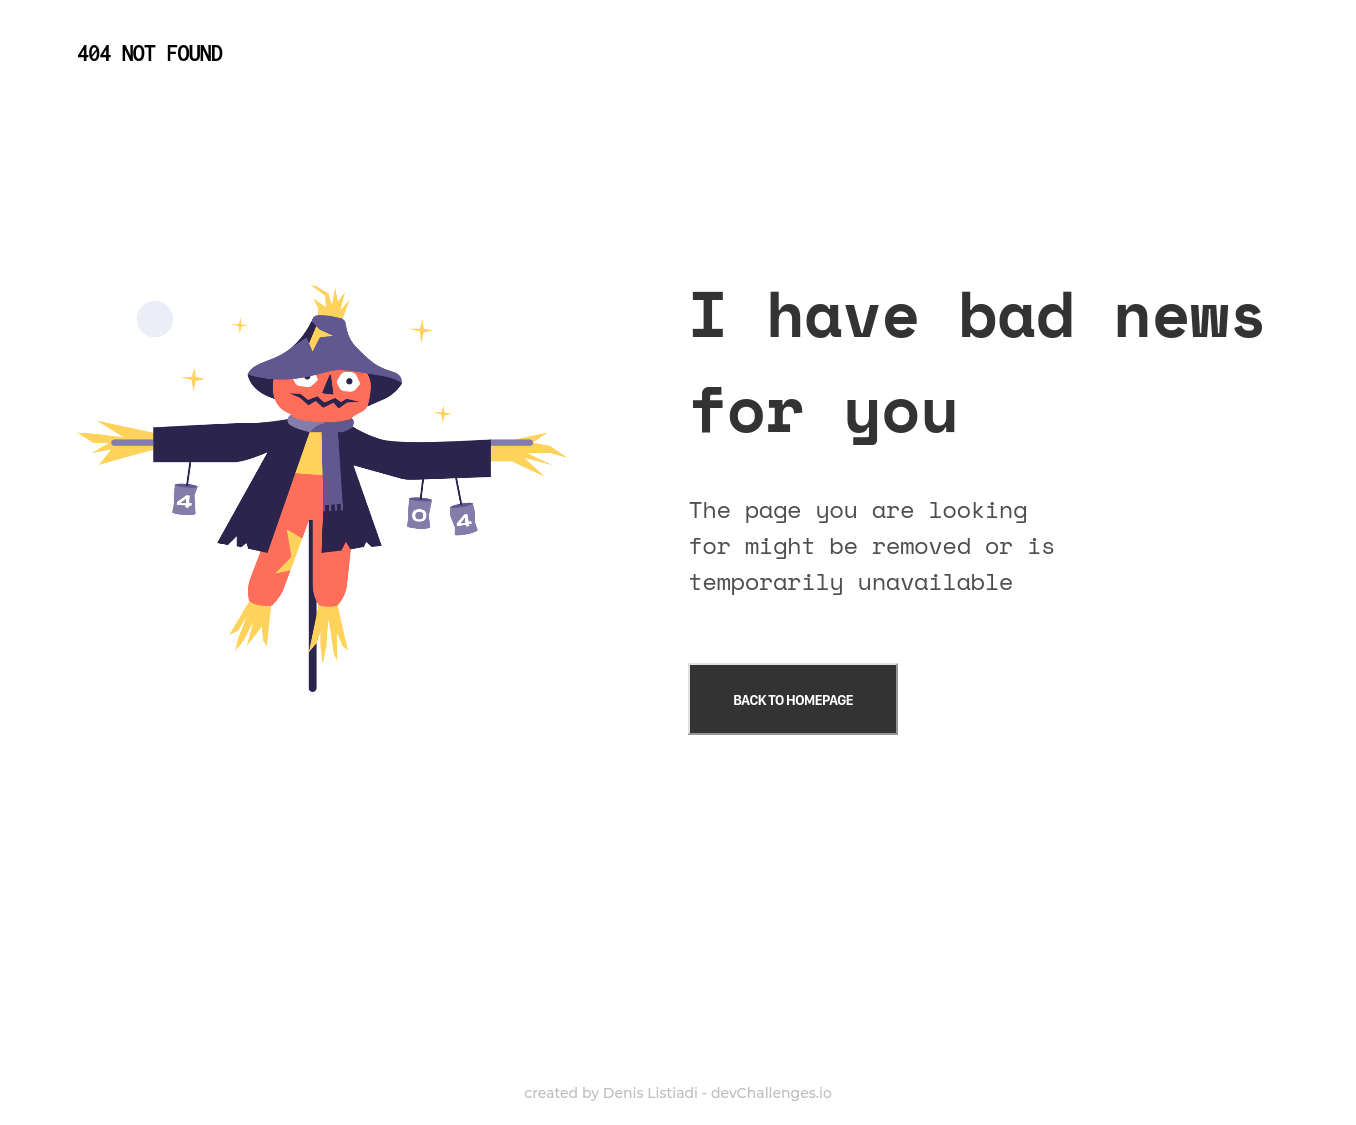 404 NOT FOUND
I have bad news
for you
4
0
4
The page you are looking
for might be removed or is
temporarily unavailable
BACK TO HOMEPAGE
created by Denis Listiadi - devChallenges.io